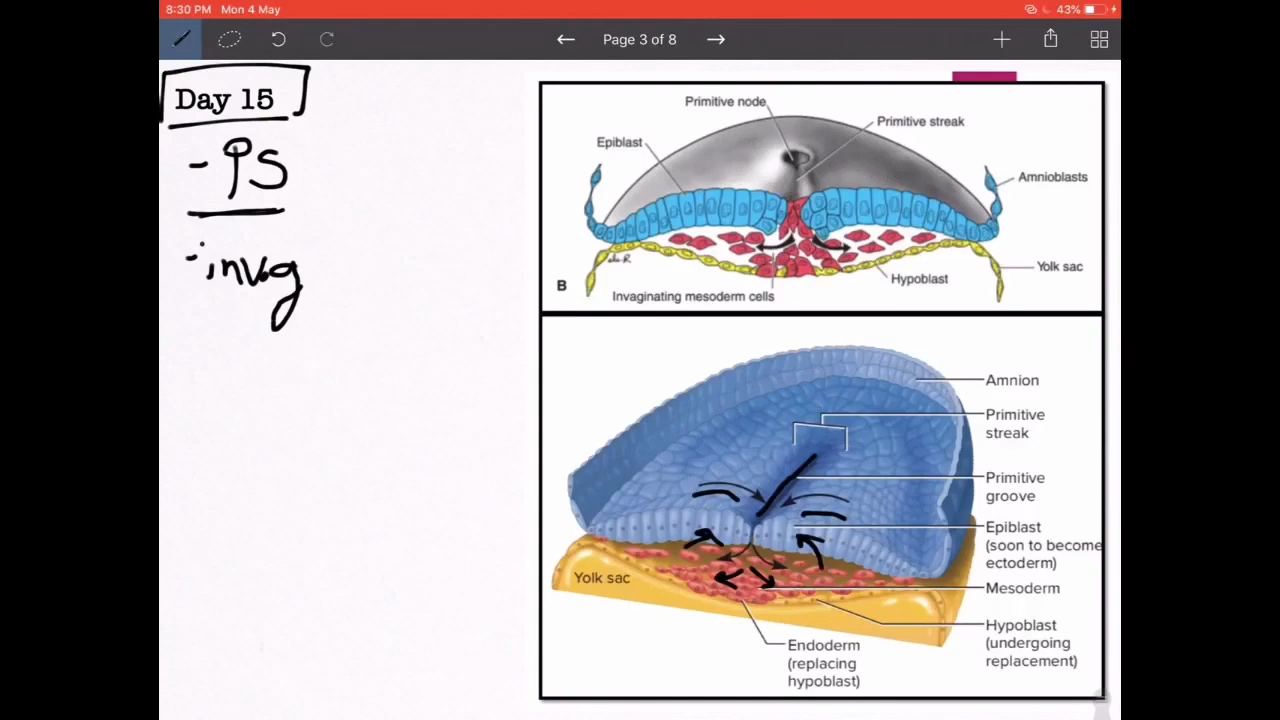 8:30 PM Mon 4 May
43%
Page 3 of 8
Day 15
- PS
- invag
Primitive node
Primitive streak
Epiblast
Amnioblasts
Yolk sac
Hypoblast
B
Invaginating mesoderm cells
Amnion
Primitive
streak
Primitive
groove
Epiblast
(soon to become
ectoderm)
Yolk sac
Mesoderm
Hypoblast
(undergoing
replacement)
Endoderm
(replacing
hypoblast)